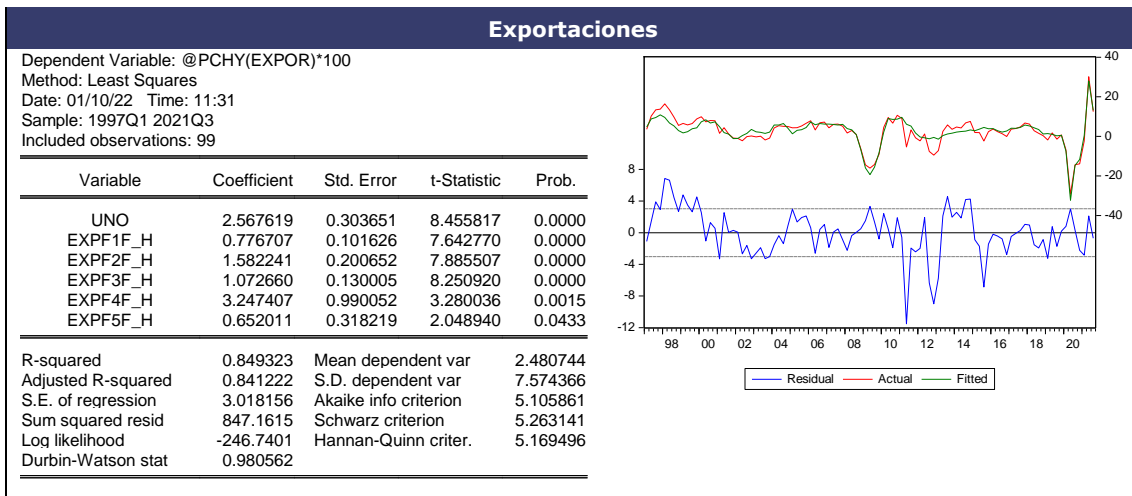 Exportaciones
Dependent Variable: @PCHY(EXPOR)*100
Method: Least Squares
Date: 01/10/22 Time: 11:31
Sample: 1997Q1 2021Q3
Included observations: 99
Variable Coefficient Std. Error t-Statistic Prob.
UNO 2.567619 0.303651 8.455817 0.0000
EXPF1F_H 0.776707 0.101626 7.642770 0.0000
EXPF2F_H 1.582241 0.200652 7.885507 0.0000
EXPF3F_H 1.072660 0.130005 8.250920 0.0000
EXPF4F_H 3.247407 0.990052 3.280036 0.0015
EXPF5F_H 0.652011 0.318219 2.048940 0.0433
R-squared 0.849323 Mean dependent var 2.480744
Adjusted R-squared 0.841222 S.D. dependent var 7.574366
S.E. of regression 3.018156 Akaike info criterion 5.105861
Sum squared resid 847.1615 Schwarz criterion 5.263141
Log likelihood -246.7401 Hannan-Quinn criter. 5.169496
Durbin-Watson stat 0.980562
40
20
0
-20
-40
8
4
0
-4
-8
-12
98 00 02 04 06 08 10 12 14 16 18 20
Residual Actual Fitted